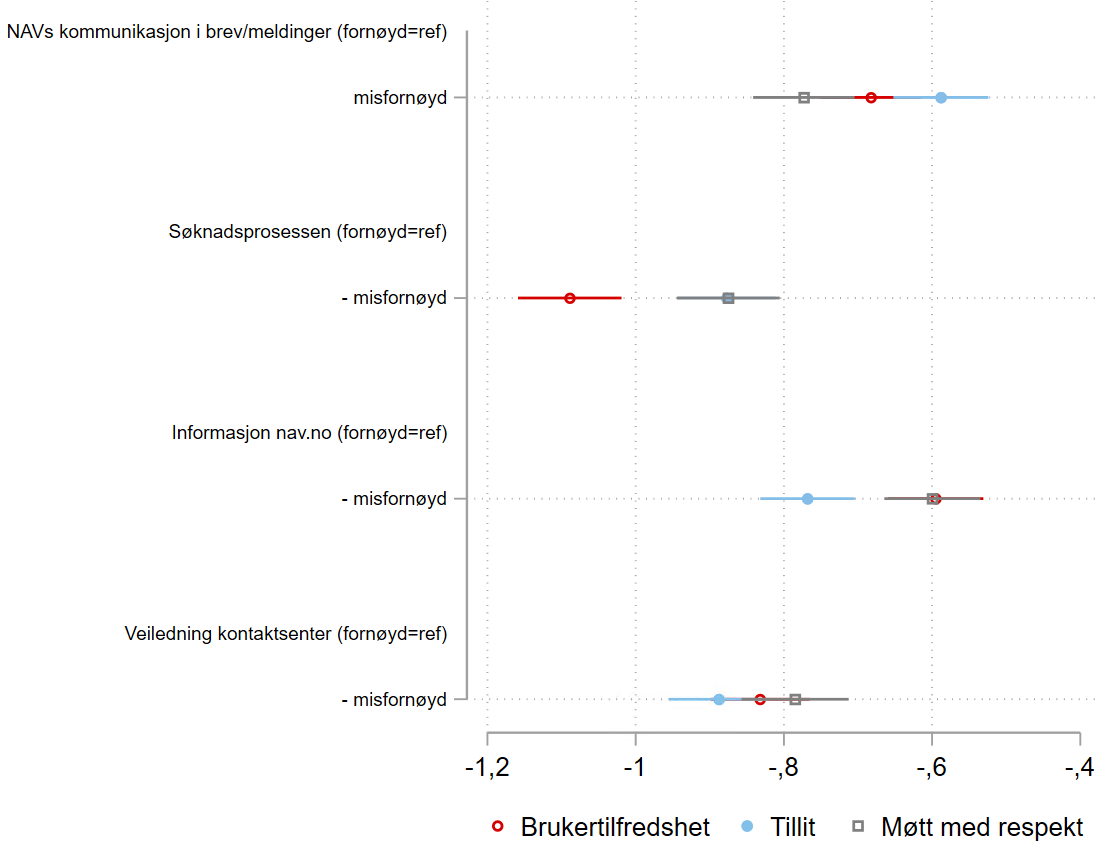 NAVs kommunikasjon i brev/meldinger (fornøyd=ref)
misfornøyd
Søknadsprosessen (fornøyd=ref)
- misfornøyd
Informasjon nav.no (fornøyd=ref)
- misfornøyd
Veiledning kontaktsenter (fornøyd=ref)
- misfornøyd
-1,2 -1 -,8 -,6 -,4
Brukertilfredshet Tillit Møtt med respekt